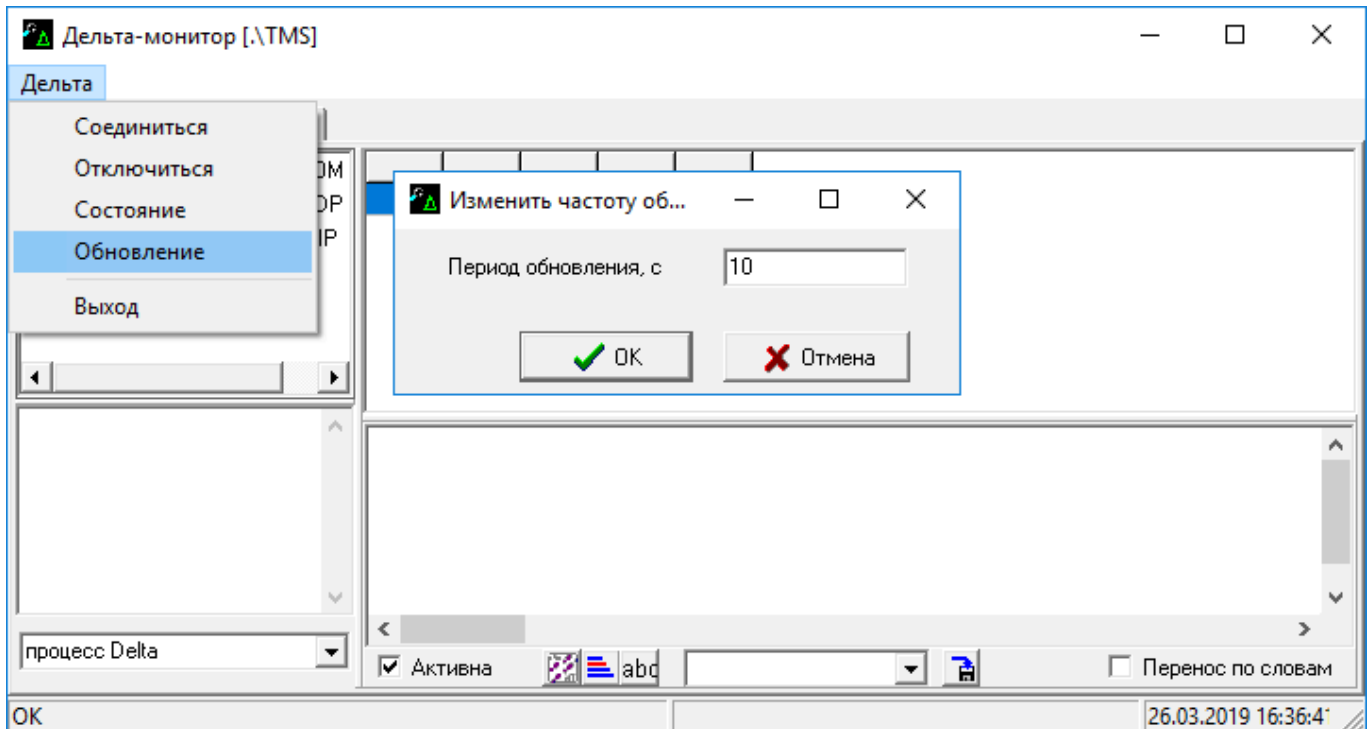 Дельта-монитор [.\TMS]
Дельта
Соединиться
Отключиться
Состояние
Обновление
Выход
Изменить частоту об...
Период обновления, с
10
OK
Отмена
процесс Delta
Активна
abc
Перенос по словам
OK
26.03.2019 16:36:4